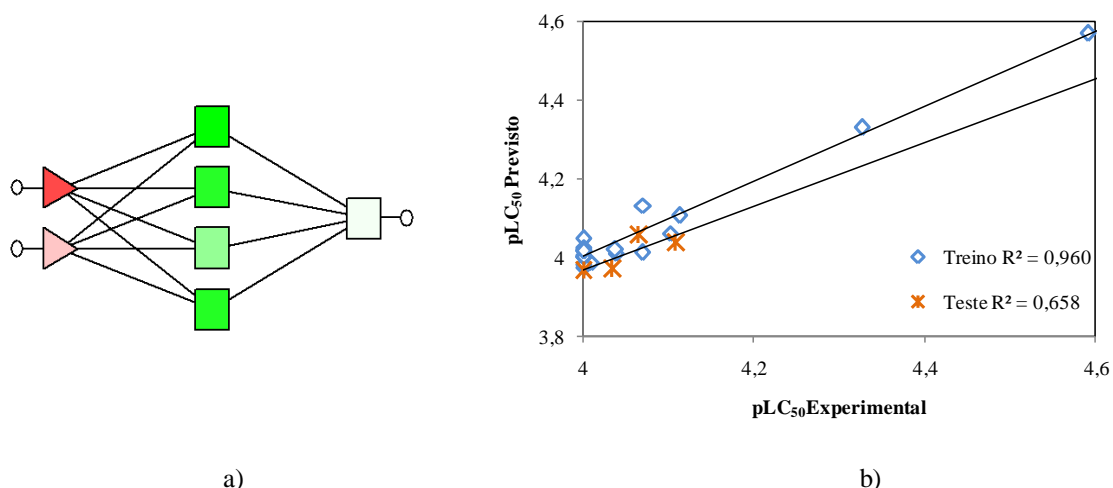 4,6
4,4
4,2
4
3,8
pLC₅₀ Previsto
Treino R² = 0,960
Teste R² = 0,658
4
4,2
4,4
4,6
pLC₅₀Experimental
a)
b)